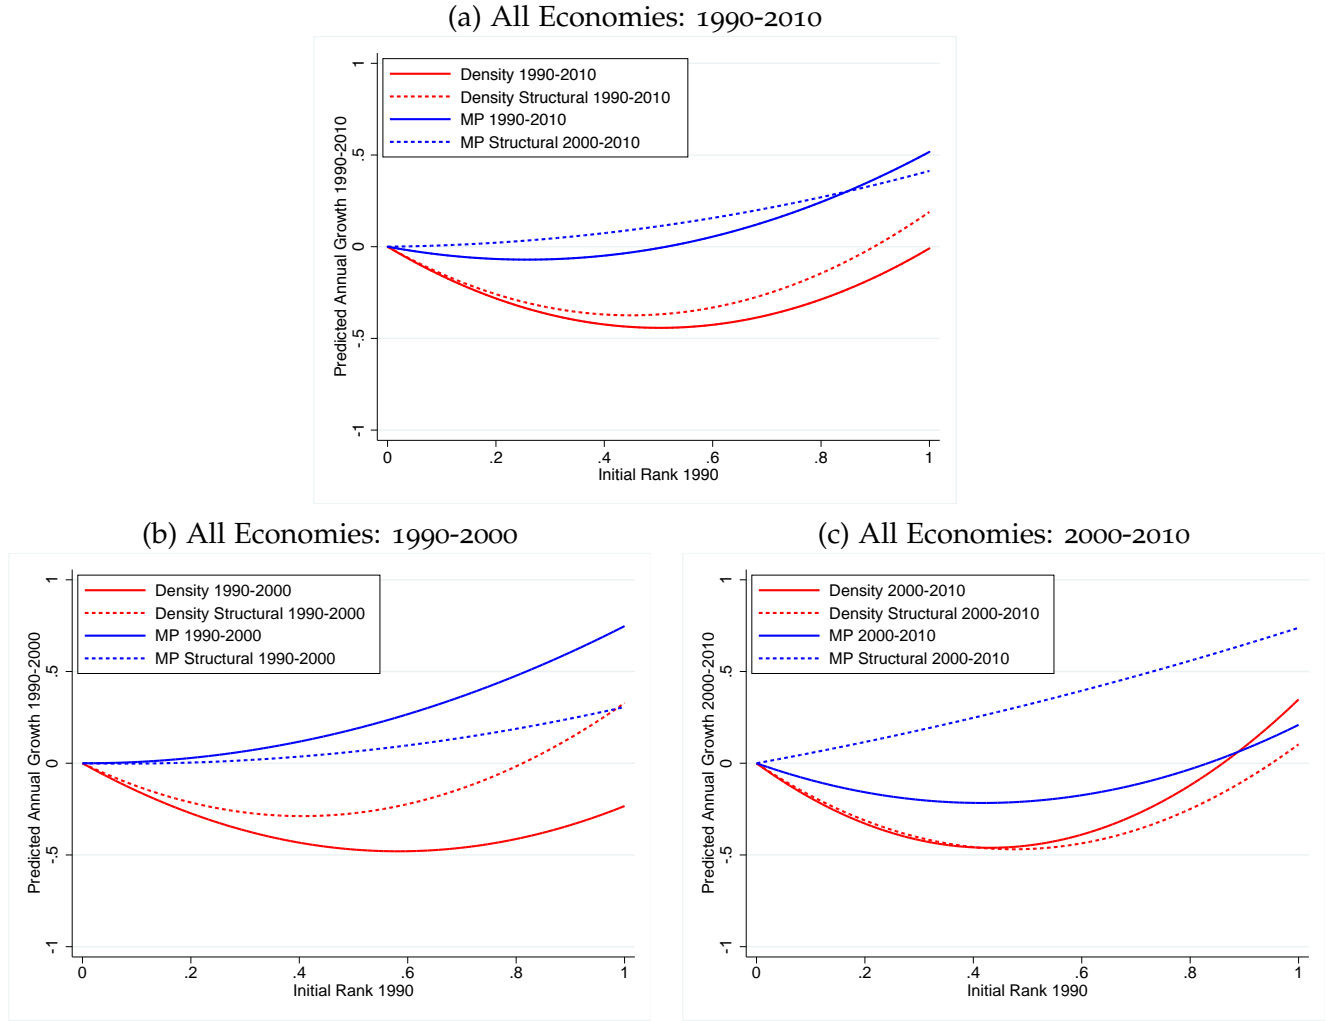 (a) All Economies: 1990-2010
Density 1990-2010
Density Structural 1990-2010
MP 1990-2010
MP Structural 2000-2010
Predicted Annual Growth 1990-2010
1
.5
0
-.5
-1
0 .2 .4 .6 .8 1
Initial Rank 1990
(b) All Economies: 1990-2000
Density 1990-2000
Density Structural 1990-2000
MP 1990-2000
MP Structural 1990-2000
Predicted Annual Growth 1990-2000
1
.5
0
-.5
-1
0 .2 .4 .6 .8 1
Initial Rank 1990
(c) All Economies: 2000-2010
Density 2000-2010
Density Structural 2000-2010
MP 2000-2010
MP Structural 2000-2010
Predicted Annual Growth 2000-2010
1
.5
0
-.5
-1
0 .2 .4 .6 .8 1
Initial Rank 1990